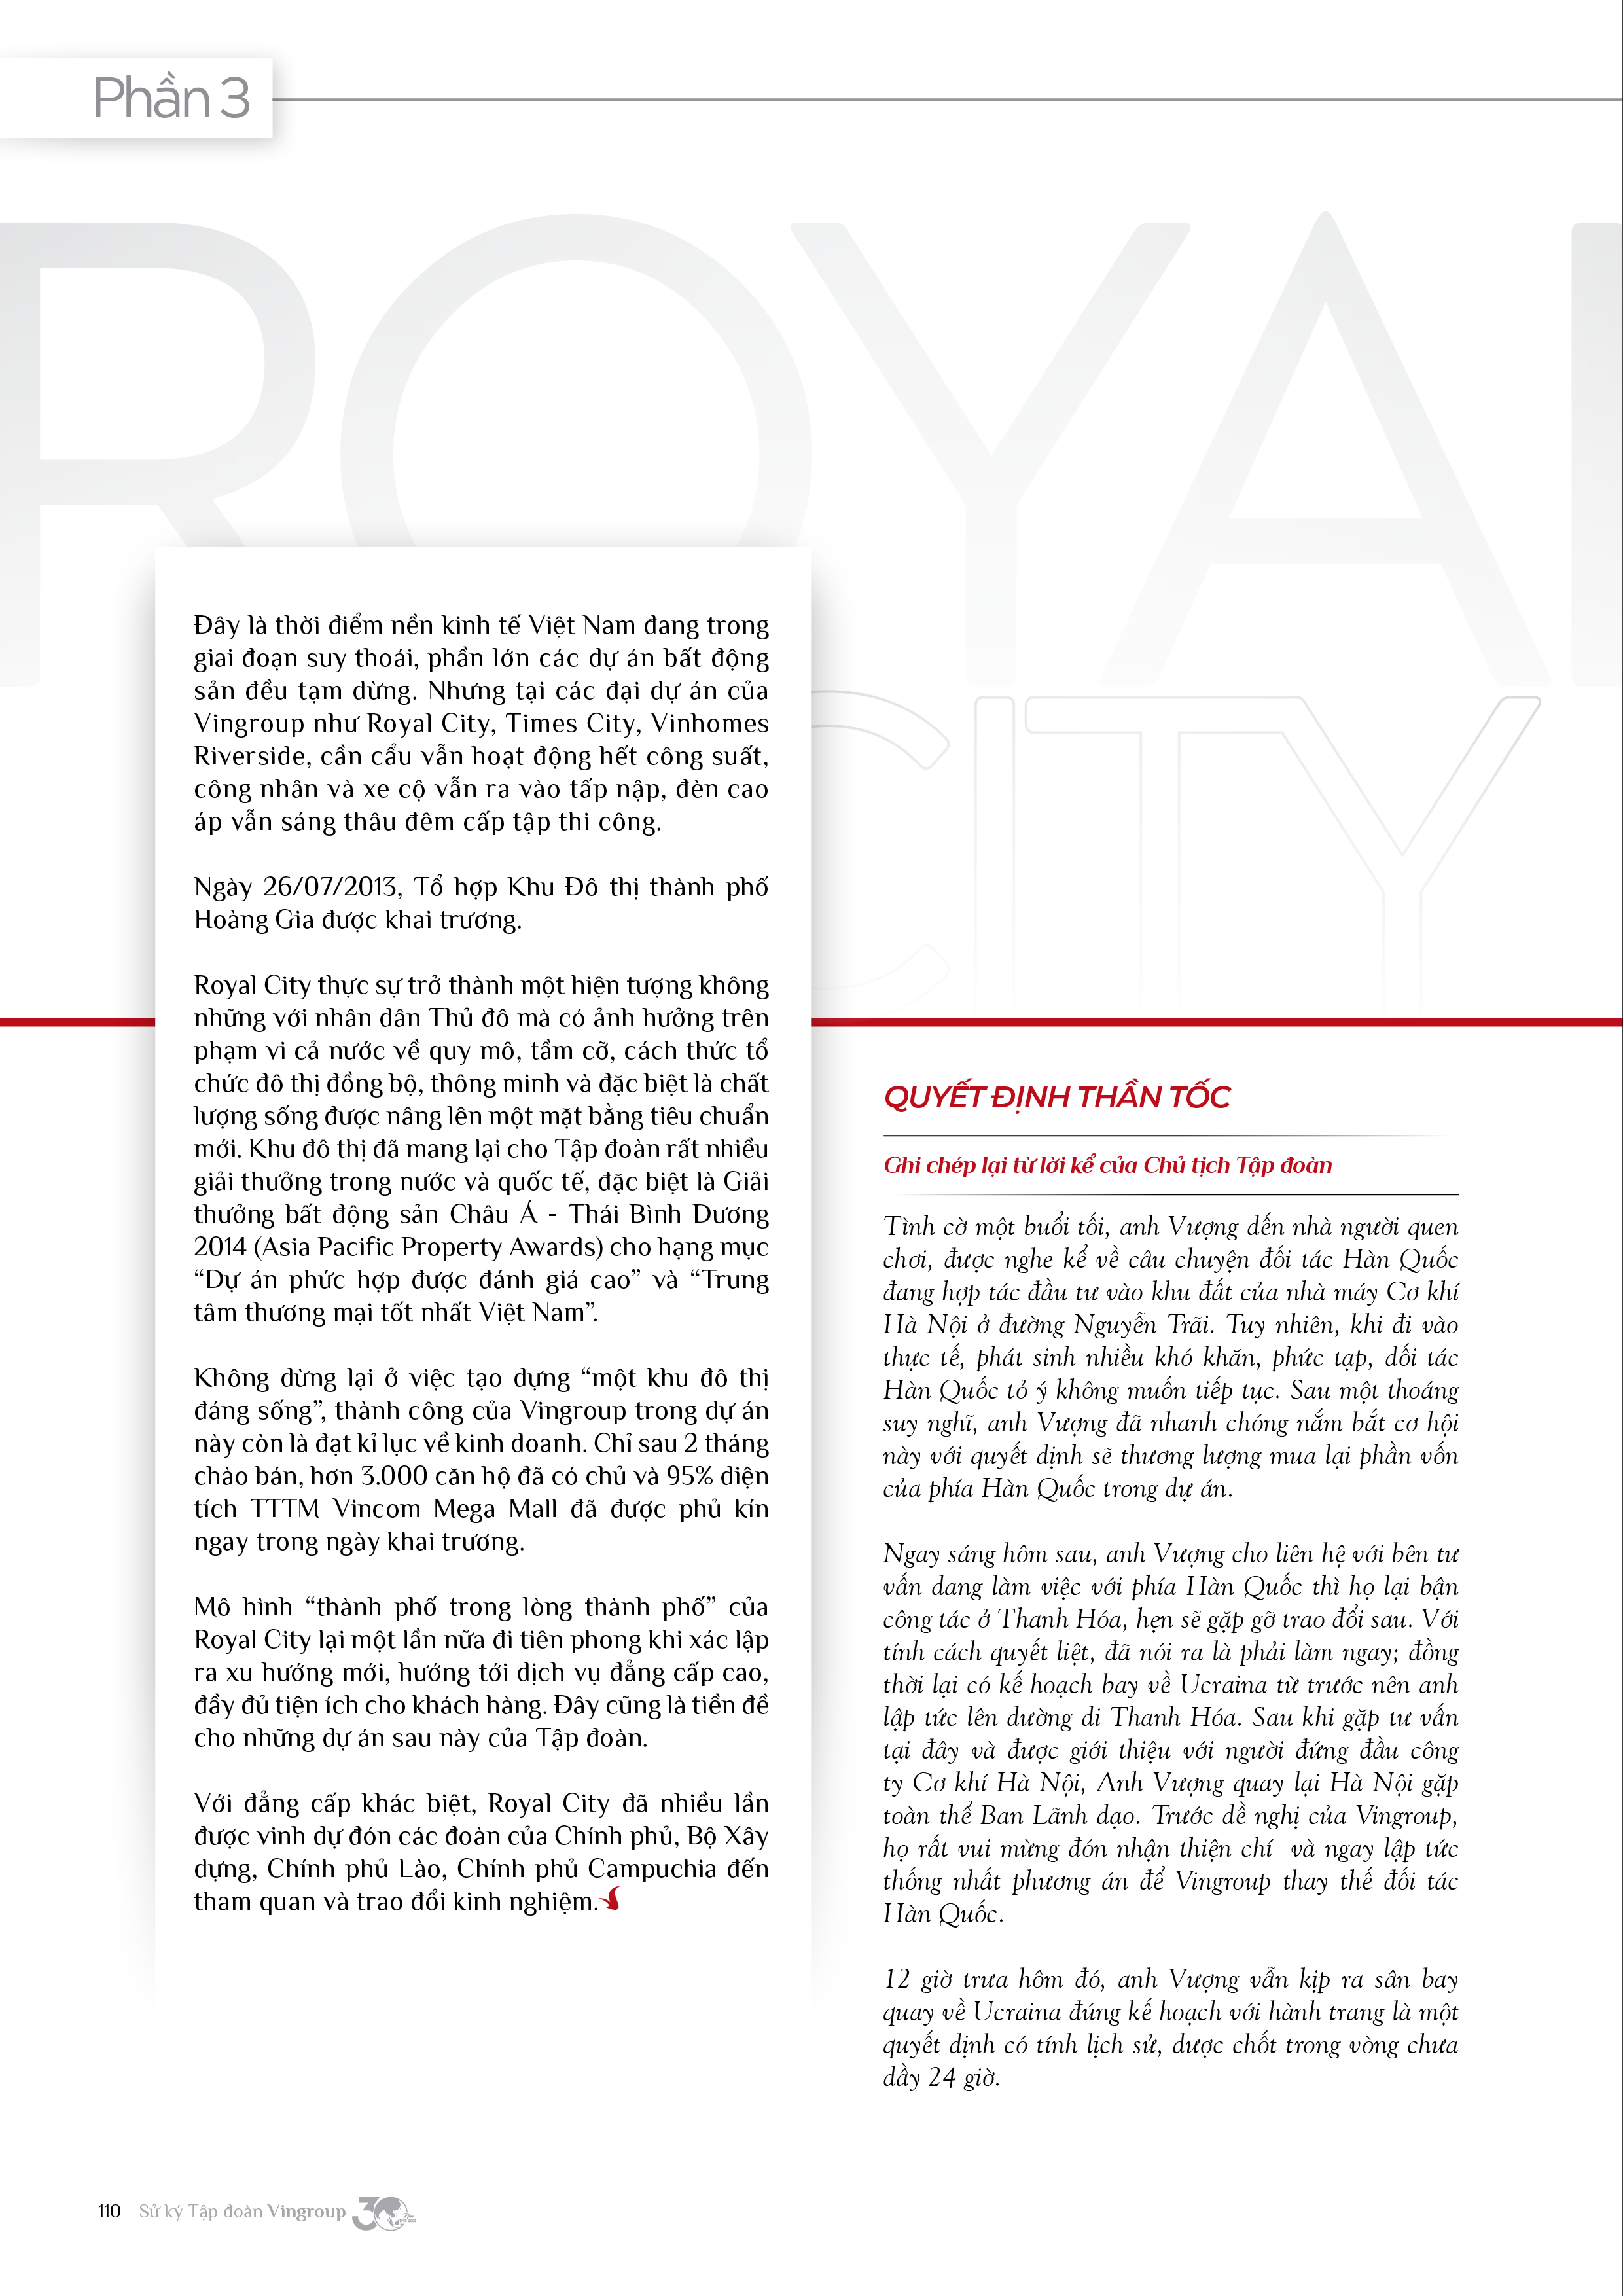 Phần 3
ROYAL
CITY
Đây là thời điểm nền kinh tế Việt Nam đang trong
giai đoạn suy thoái, phần lớn các dự án bất động
sản đều tạm dừng. Nhưng tại các đại dự án của
Vingroup như Royal City, Times City, Vinhomes
Riverside, cần cẩu vẫn hoạt động hết công suất,
công nhân và xe cộ vẫn ra vào tấp nập, đèn cao
áp vẫn sáng thâu đêm cấp tập thi công.
Ngày 26/07/2013, Tổ hợp Khu Đô thị thành phố
Hoàng Gia được khai trương.
Royal City thực sự trở thành một hiện tượng không
những với nhân dân Thủ đô mà có ảnh hưởng trên
phạm vi cả nước về quy mô, tầm cỡ, cách thức tổ
chức đô thị đồng bộ, thông minh và đặc biệt là chất
lượng sống được nâng lên một mặt bằng tiêu chuẩn
mới. Khu đô thị đã mang lại cho Tập đoàn rất nhiều
giải thưởng trong nước và quốc tế, đặc biệt là Giải
thưởng bất động sản Châu Á - Thái Bình Dương
2014 (Asia Pacific Property Awards) cho hạng mục
“Dự án phức hợp được đánh giá cao” và “Trung
tâm thương mại tốt nhất Việt Nam”.
Không dừng lại ở việc tạo dựng “một khu đô thị
đáng sống”, thành công của Vingroup trong dự án
này còn là đạt kỉ lục về kinh doanh. Chỉ sau 2 tháng
chào bán, hơn 3.000 căn hộ đã có chủ và 95% diện
tích TTTM Vincom Mega Mall đã được phủ kín
ngay trong ngày khai trương.
Mô hình “thành phố trong lòng thành phố” của
Royal City lại một lần nữa đi tiên phong khi xác lập
ra xu hướng mới, hướng tới dịch vụ đẳng cấp cao,
đầy đủ tiện ích cho khách hàng. Đây cũng là tiền đề
cho những dự án sau này của Tập đoàn.
Với đẳng cấp khác biệt, Royal City đã nhiều lần
được vinh dự đón các đoàn của Chính phủ, Bộ Xây
dựng, Chính phủ Lào, Chính phủ Campuchia đến
tham quan và trao đổi kinh nghiệm.
QUYẾT ĐỊNH THẦN TỐC
Ghi chép lại từ lời kể của Chủ tịch Tập đoàn
Tình cờ một buổi tối, anh Vượng đến nhà người quen
chơi, được nghe kể về câu chuyện đối tác Hàn Quốc
đang hợp tác đầu tư vào khu đất của nhà máy Cơ khí
Hà Nội ở đường Nguyễn Trãi. Tuy nhiên, khi đi vào
thực tế, phát sinh nhiều khó khăn, phức tạp, đối tác
Hàn Quốc tỏ ý không muốn tiếp tục. Sau một thoáng
suy nghĩ, anh Vượng đã nhanh chóng nắm bắt cơ hội
này với quyết định sẽ thương lượng mua lại phần vốn
của phía Hàn Quốc trong dự án.
Ngay sáng hôm sau, anh Vượng cho liên hệ với bên tư
vấn đang làm việc với phía Hàn Quốc thì họ lại bận
công tác ở Thanh Hóa, hẹn sẽ gặp gỡ trao đổi sau. Với
tính cách quyết liệt, đã nói ra là phải làm ngay; đồng
thời lại có kế hoạch bay về Ucraina từ trước nên anh
lập tức lên đường đi Thanh Hóa. Sau khi gặp tư vấn
tại đây và được giới thiệu với người đứng đầu công
ty Cơ khí Hà Nội, Anh Vượng quay lại Hà Nội gặp
toàn thể Ban Lãnh đạo. Trước đề nghị của Vingroup,
họ rất vui mừng đón nhận thiện chí và ngay lập tức
thống nhất phương án để Vingroup thay thế đối tác
Hàn Quốc.
12 giờ trưa hôm đó, anh Vượng vẫn kịp ra sân bay
quay về Ucraina đúng kế hoạch với hành trang là một
quyết định có tính lịch sử, được chốt trong vòng chưa
đầy 24 giờ.
110 Sử ký Tập đoàn Vingroup 30